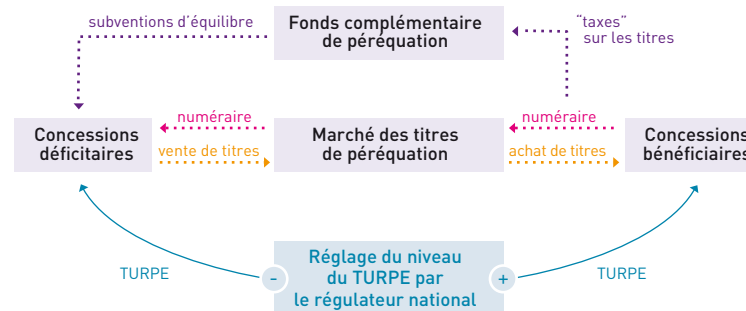 subventions d'équilibre
Fonds complémentaire
de péréquation
"taxes"
sur les titres
Concessions
déficitaires
numéraire
vente de titres
Marché des titres
de péréquation
numéraire
achat de titres
Concessions
bénéficiaires
TURPE
-
Réglage du niveau
du TURPE par
le régulateur national
+
TURPE